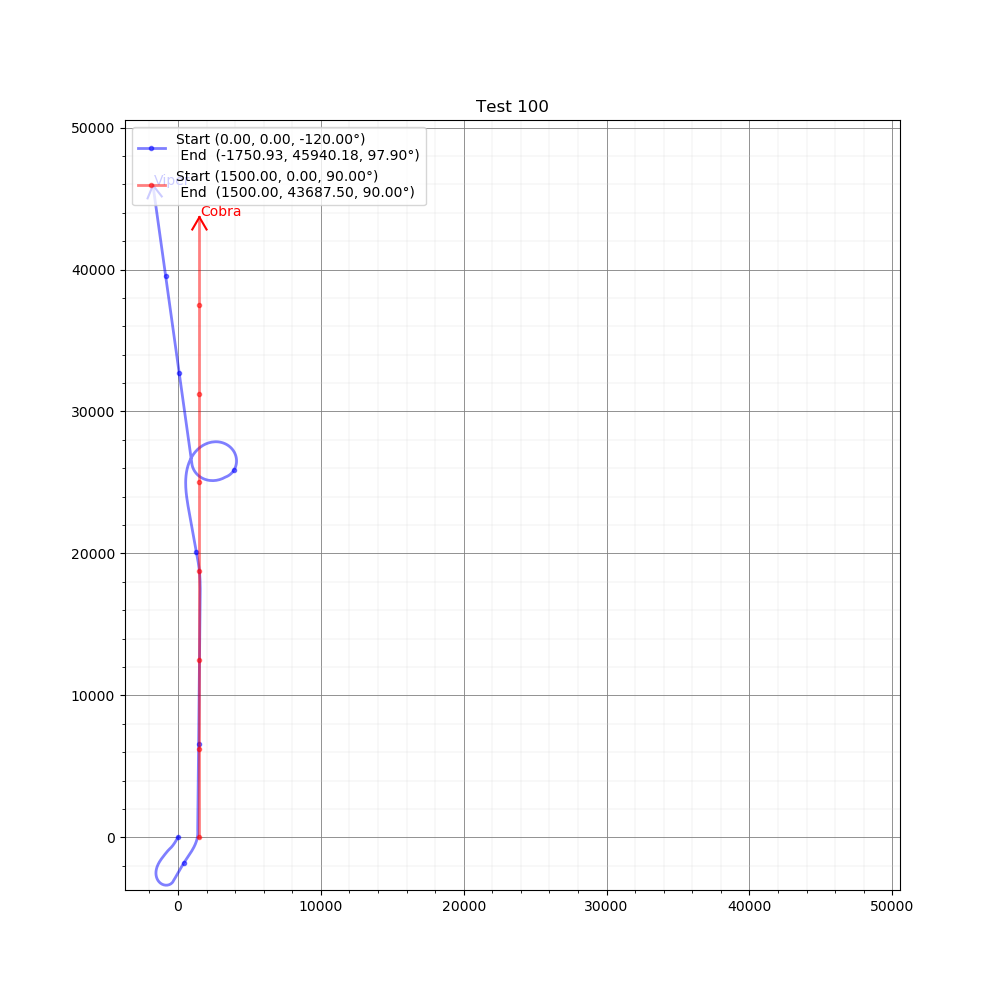 Test 100
50000
40000
30000
20000
10000
0
Start (0.00, 0.00, -120.00°)
End (-1750.93, 45940.18, 97.90°)
Start (1500.00, 0.00, 90.00°)
End (1500.00, 43687.50, 90.00°)
Cobra
0
10000
20000
30000
40000
50000